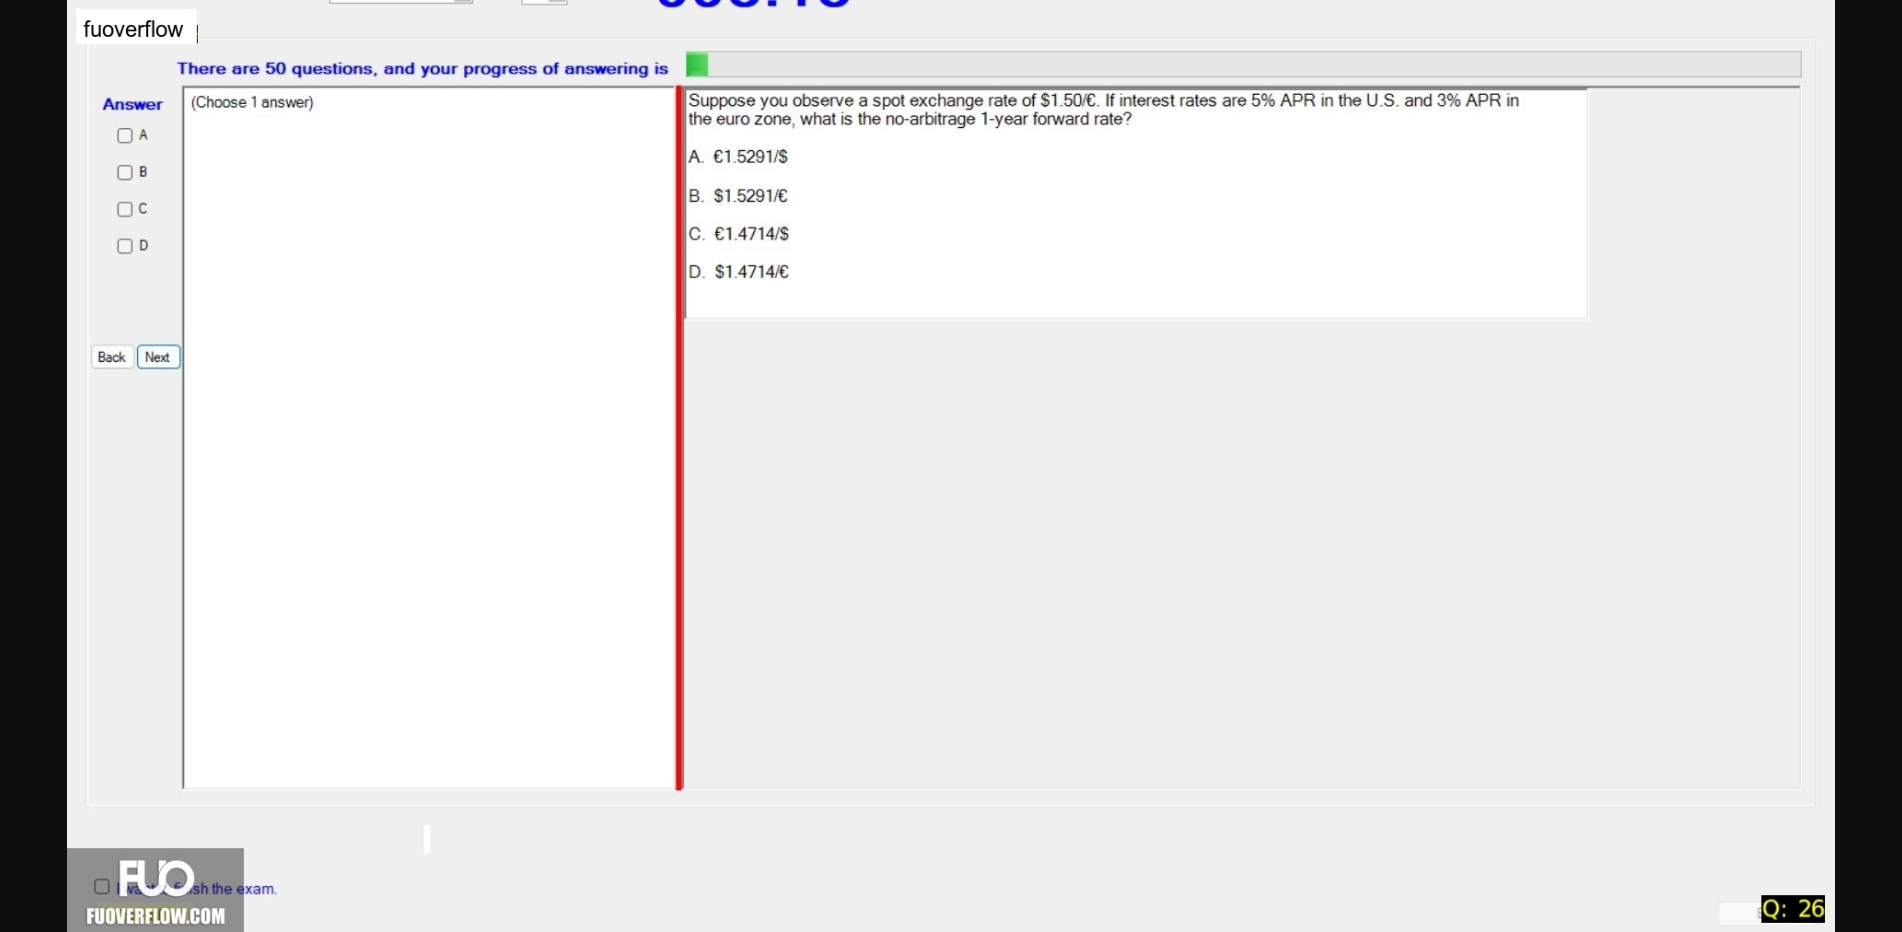 fuoverflow
There are 50 questions, and your progress of answering is
Answer
(Choose 1 answer)
A
B
C
D
Back Next
Suppose you observe a spot exchange rate of $1.50/€. If interest rates are 5% APR in the U.S. and 3% APR in
the euro zone, what is the no-arbitrage 1-year forward rate?
A. €1.5291/$
B. $1.5291/€
C. €1.4714/$
D. $1.4714/€
the exam.
FUO
FUOVERFLOW.COM
Q: 26